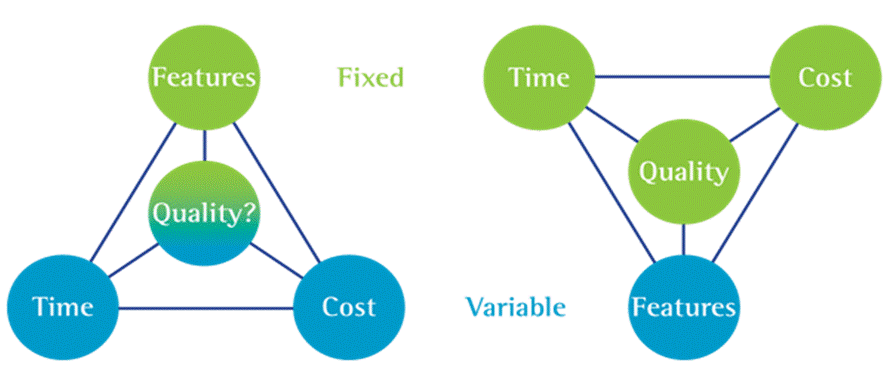 Features
Fixed
Time
Cost
Quality?
Quality
Time
Cost
Variable
Features